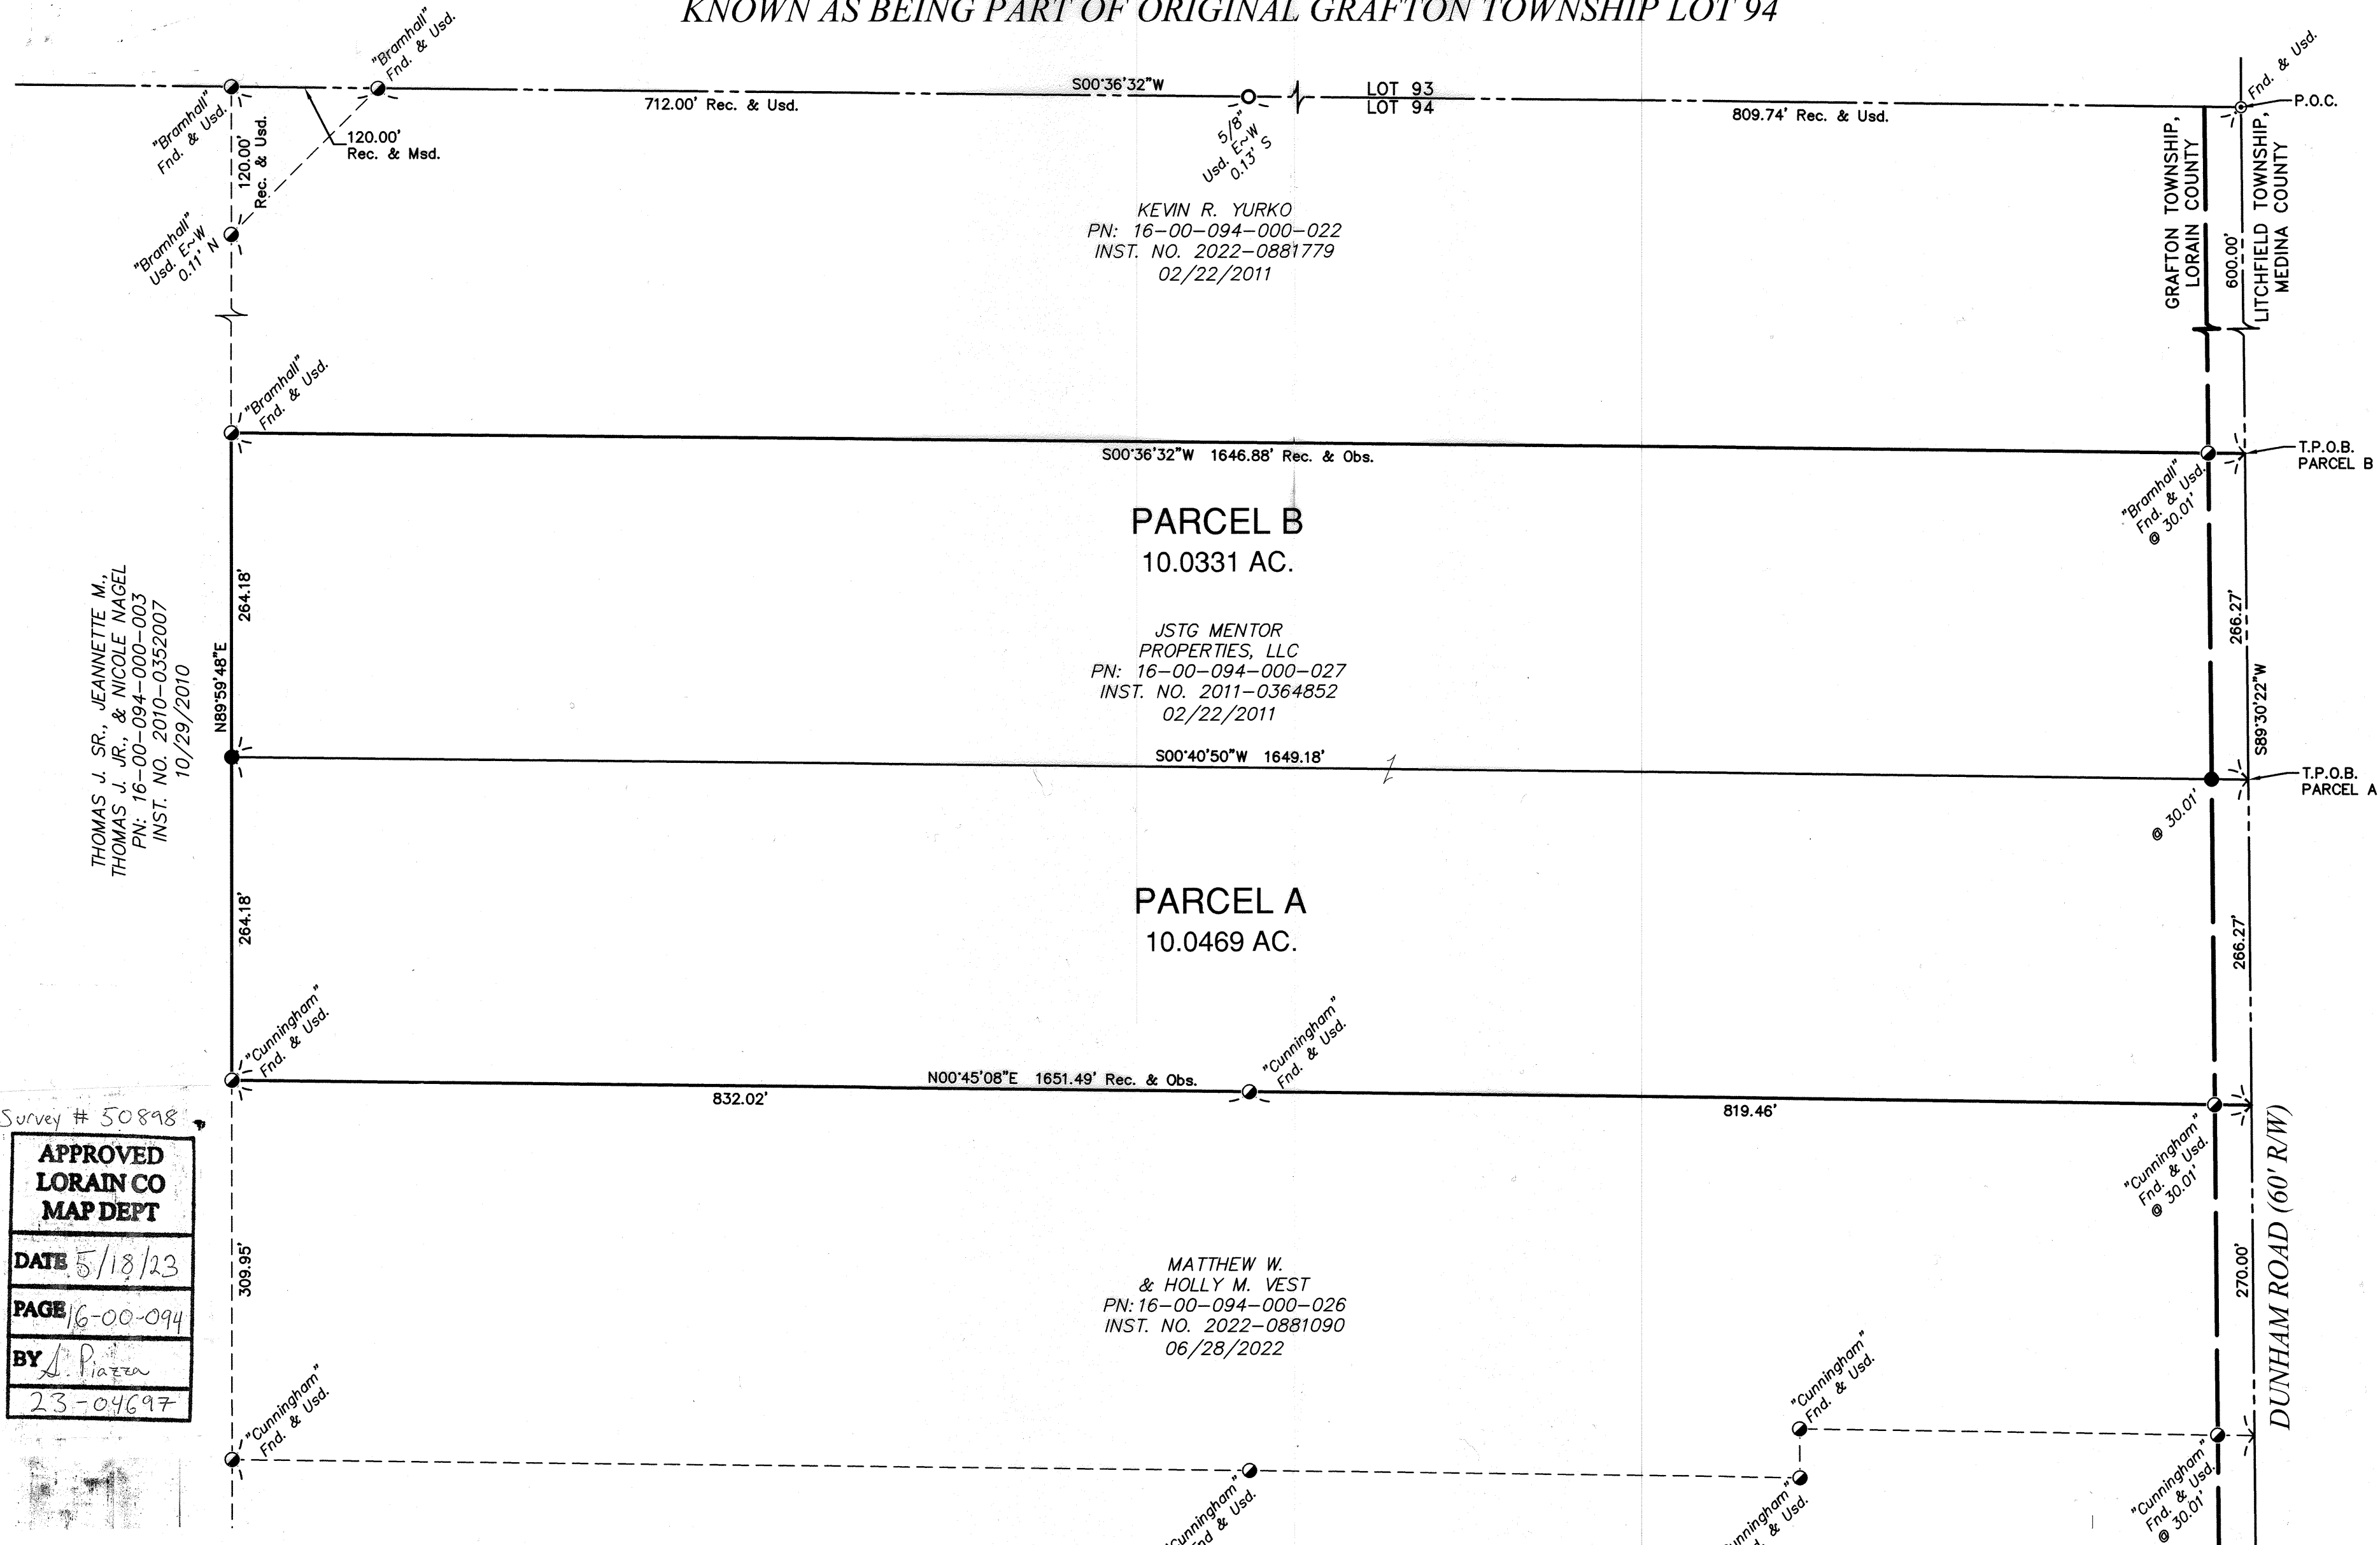 KNOWN AS BEING PART OF ORIGINAL GRAFTON TOWNSHIP LOT 94
"Bramhall"
Fnd. & Usd.
"Bramhall"
Fnd. & Usd.
120.00'
Rec. & Usd.
120.00'
Rec. & Msd.
712.00' Rec. & Usd.
S00°36'32"W
LOT 93
LOT 94
809.74' Rec. & Usd.
Fnd. & Usd.
P.O.C.
5/8"
Usd. E~W
0.13' S
"Bramhall"
Usd. E~W
0.11' N
KEVIN R. YURKO
PN: 16-00-094-000-022
INST. NO. 2022-0881779
02/22/2011
GRAFTON TOWNSHIP,
LORAIN COUNTY
600.00'
LITCHFIELD TOWNSHIP,
MEDINA COUNTY
"Bramhall"
Fnd. & Usd.
S00°36'32"W 1646.88' Rec. & Obs.
T.P.O.B.
PARCEL B
"Bramhall"
Fnd. & Usd.
@ 30.01'
PARCEL B
10.0331 AC.
JSTG MENTOR
PROPERTIES, LLC
PN: 16-00-094-000-027
INST. NO. 2011-0364852
02/22/2011
THOMAS J. SR., JEANNETTE M.,
THOMAS J. JR., & NICOLE NAGEL
PN: 16-00-094-000-003
INST. NO. 2010-0352007
10/29/2010
N89°59'48"E
264.18'
266.27'
S89°30'22"W
S00°40'50"W 1649.18'
T.P.O.B.
PARCEL A
@ 30.01'
PARCEL A
10.0469 AC.
264.18'
266.27'
"Cunningham"
Fnd. & Usd.
"Cunningham"
Fnd. & Usd.
N00°45'08"E 1651.49' Rec. & Obs.
832.02'
819.46'
"Cunningham"
Fnd. & Usd.
@ 30.01'
Survey # 50898
APPROVED
LORAIN CO
MAP DEPT
DATE 5/18/23
PAGE 16-00-094
BY A. Piazza
23-04697
309.95'
MATTHEW W.
& HOLLY M. VEST
PN: 16-00-094-000-026
INST. NO. 2022-0881090
06/28/2022
270.00'
DUNHAM ROAD (60' R/W)
"Cunningham"
Fnd. & Usd.
"Cunningham"
Fnd. & Usd.
Cunningham"
nd & Usd.
unningham"
. & Usd.
"Cunningham"
Fnd. & Usd.
@ 30.01'